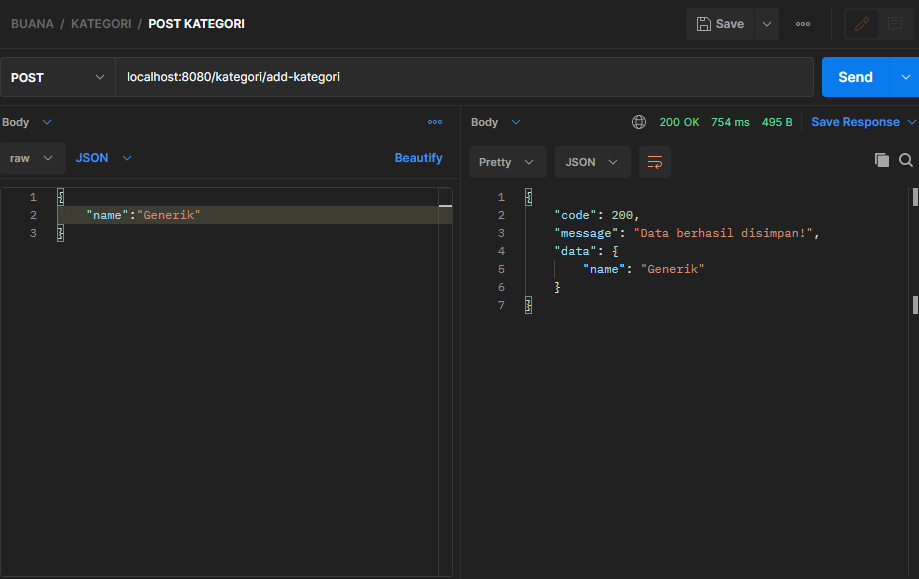 BUANA / KATEGORI / POST KATEGORI
Save
POST
localhost:8080/kategori/add-kategori
Send
Body
raw
JSON
Beautify
1 {
2 "name":"Generik"
3 }
Body
200 OK 754 ms 495 B
Save Response
Pretty
JSON
1 {
2 "code": 200,
3 "message": "Data berhasil disimpan!",
4 "data": {
5 "name": "Generik"
6 }
7 }